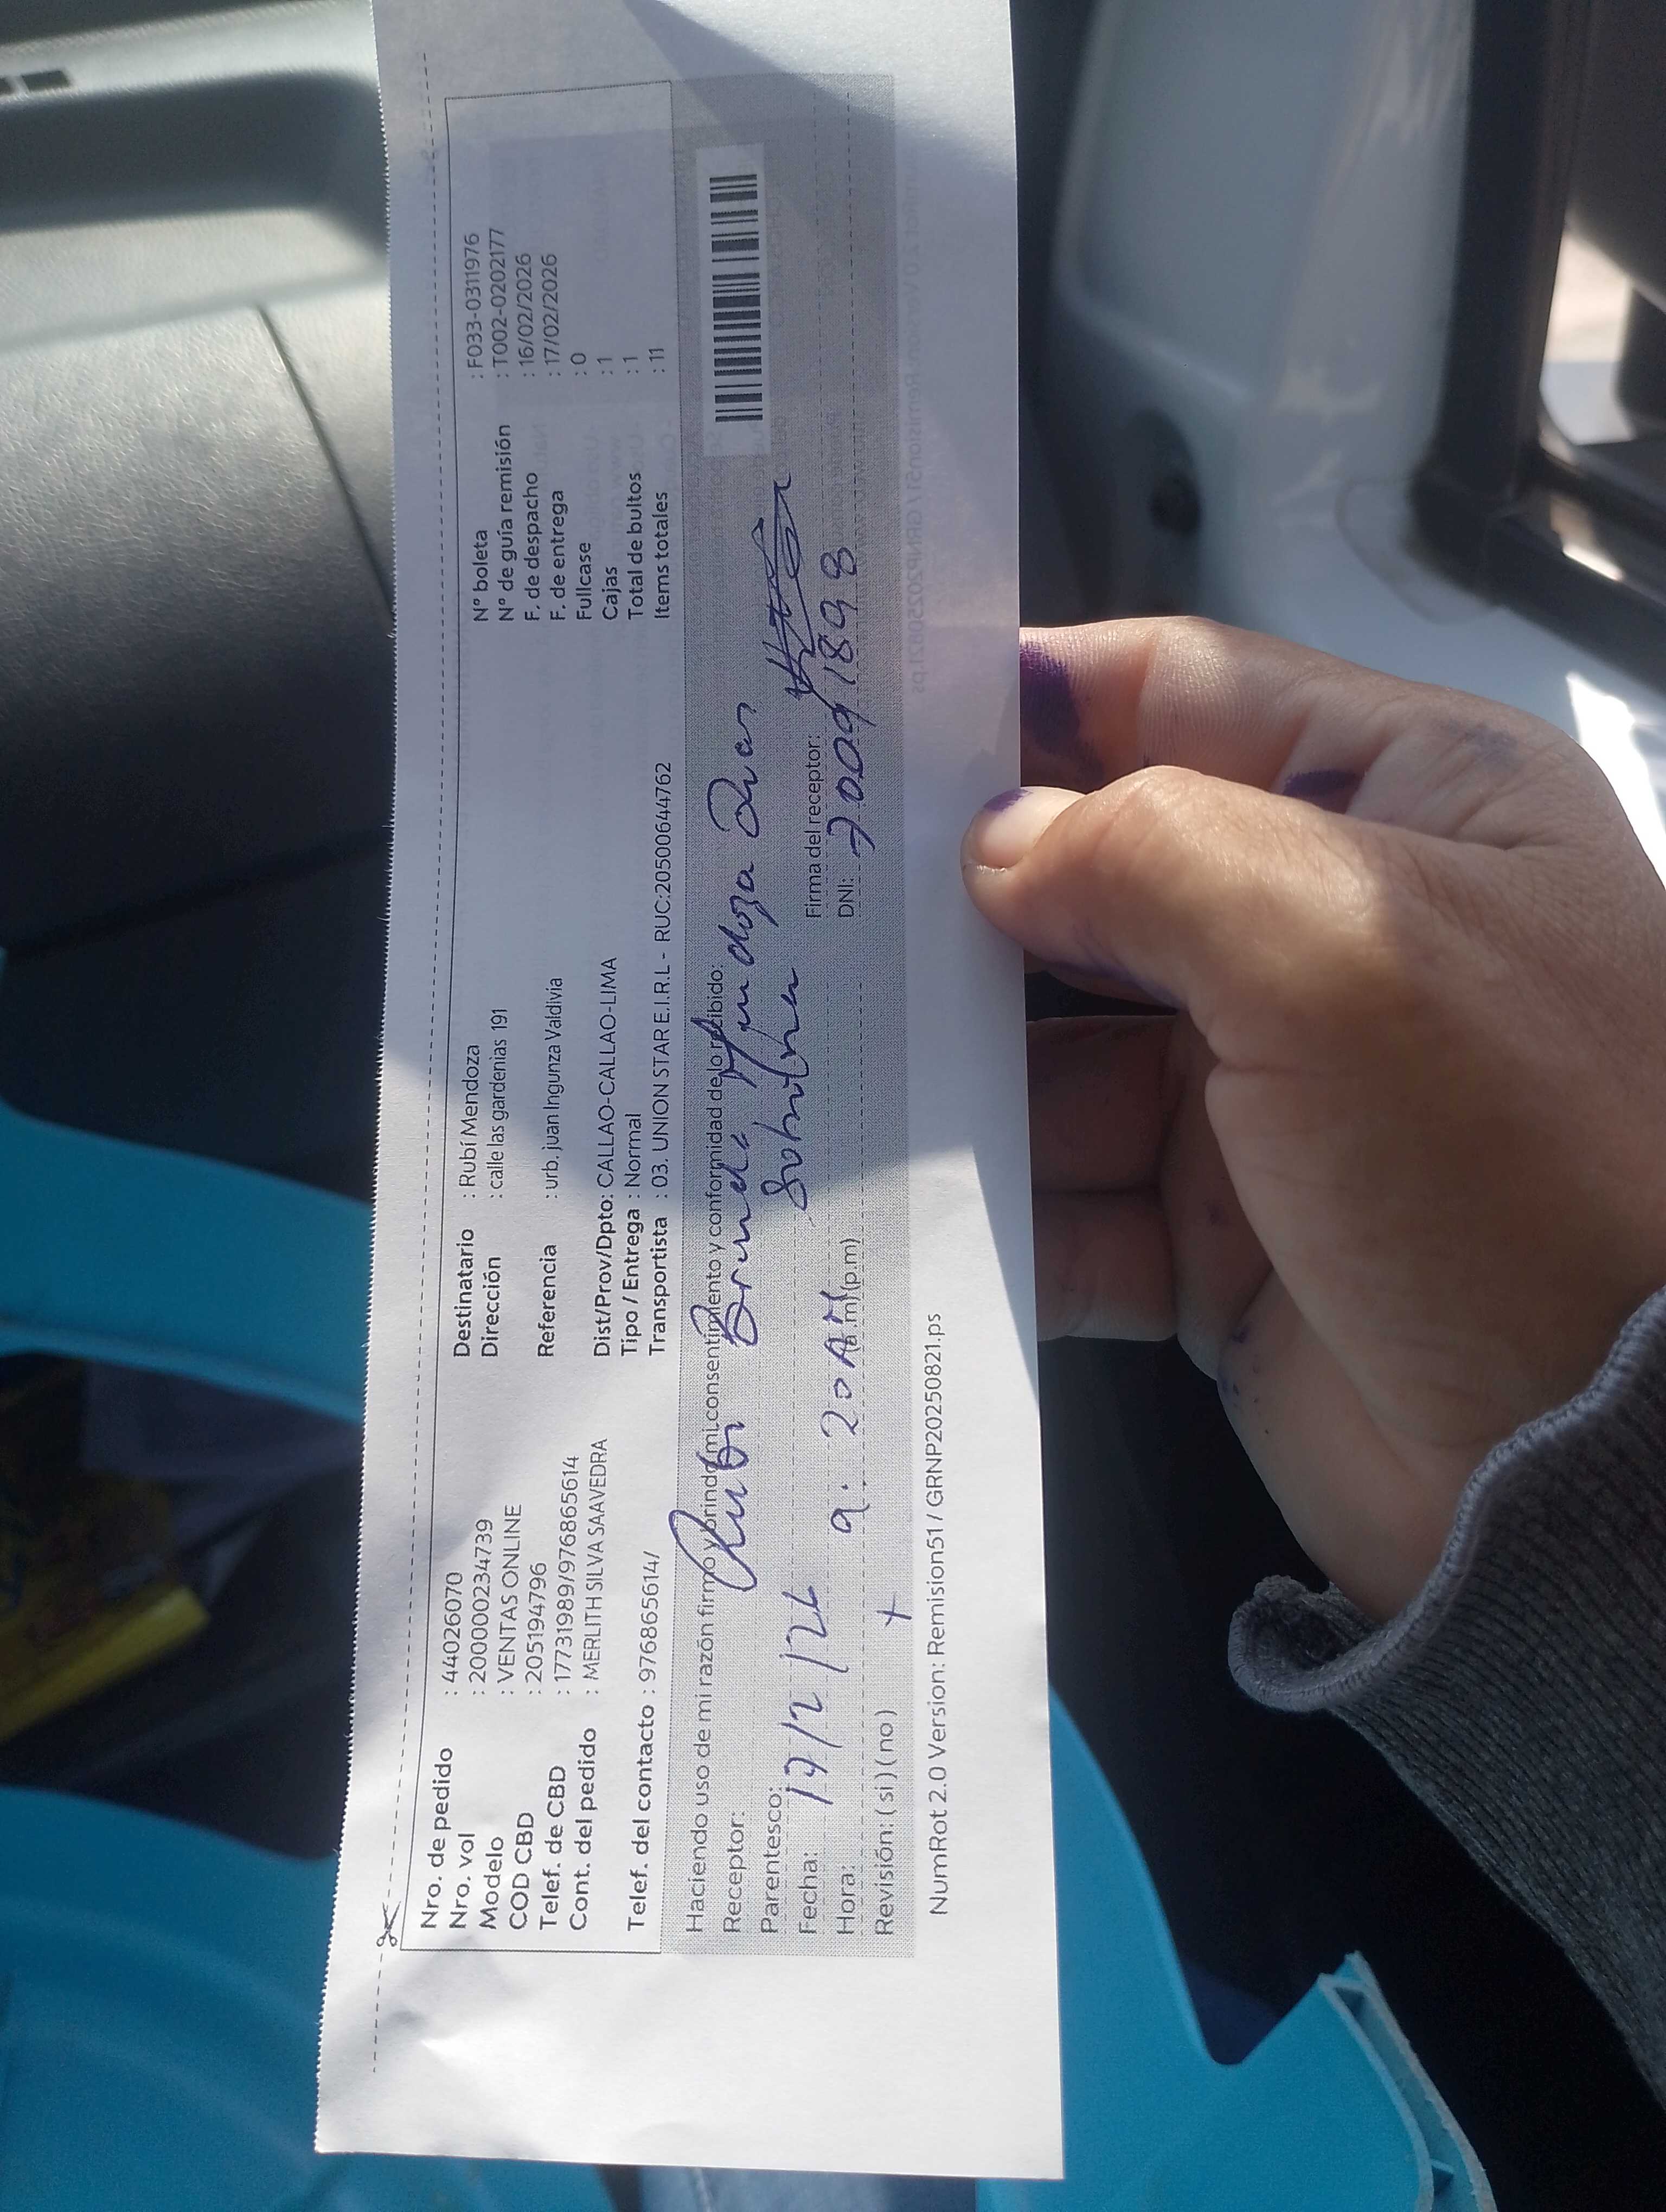 Nro. de pedido : 44026070
Nro. vol : 200000234739
Modelo : VENTAS ONLINE
COD CBD : 205194796
Telef. de CBD : 17731989/976865614
Cont. del pedido : MERLITH SILVA SAAVEDRA
Telef. del contacto : 976865614/
Destinatario : Rubí Mendoza
Dirección : calle las gardenias 191
Referencia : urb. juan Ingunza Valdivia
Dist/Prov/Dpto: CALLAO-CALLAO-LIMA
Tipo / Entrega : Normal
Transportista : 03. UNION STAR E.I.R.L - RUC:20500644762
N° boleta : F033-0311976
N° de guía remisión : T002-0202177
F. de despacho : 16/02/2026
F. de entrega : 17/02/2026
Fullcase : 0
Cajas : 1
Total de bultos : 1
Items totales : 11
Haciendo uso de mi razón firmo y brindo mi consentimiento y conformidad de lo recibido:
Receptor: Rubi Brenda Mendoza
Parentesco:
Fecha: 17/2/26
Firma del receptor:
Hora: 9:20 AM (a.m)(p.m)
DNI: 70091898
Revisión: ( si ) ( no )
NumRot 2.0 Version: Remision51 / GRNP20250821.ps